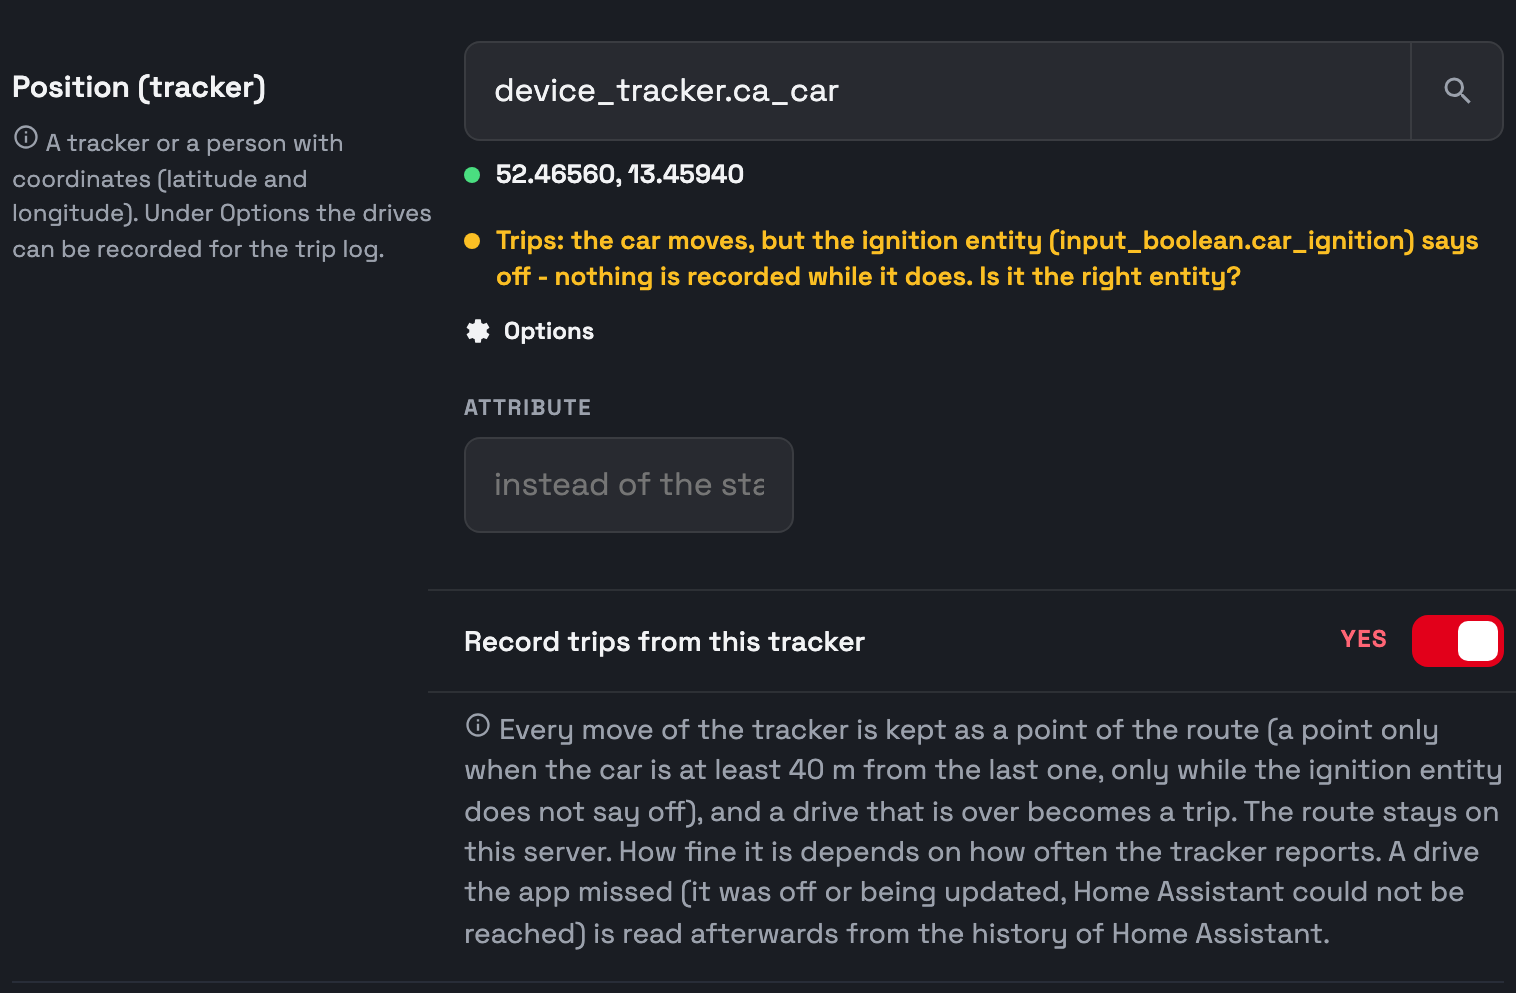 Position (tracker)
A tracker or a person with
coordinates (latitude and
longitude). Under Options the drives
can be recorded for the trip log.
device_tracker.ca_car
52.46560, 13.45940
Trips: the car moves, but the ignition entity (input_boolean.car_ignition) says
off - nothing is recorded while it does. Is it the right entity?
Options
ATTRIBUTE
instead of the sta
Record trips from this tracker
YES
Every move of the tracker is kept as a point of the route (a point only
when the car is at least 40 m from the last one, only while the ignition entity
does not say off), and a drive that is over becomes a trip. The route stays on
this server. How fine it is depends on how often the tracker reports. A drive
the app missed (it was off or being updated, Home Assistant could not be
reached) is read afterwards from the history of Home Assistant.